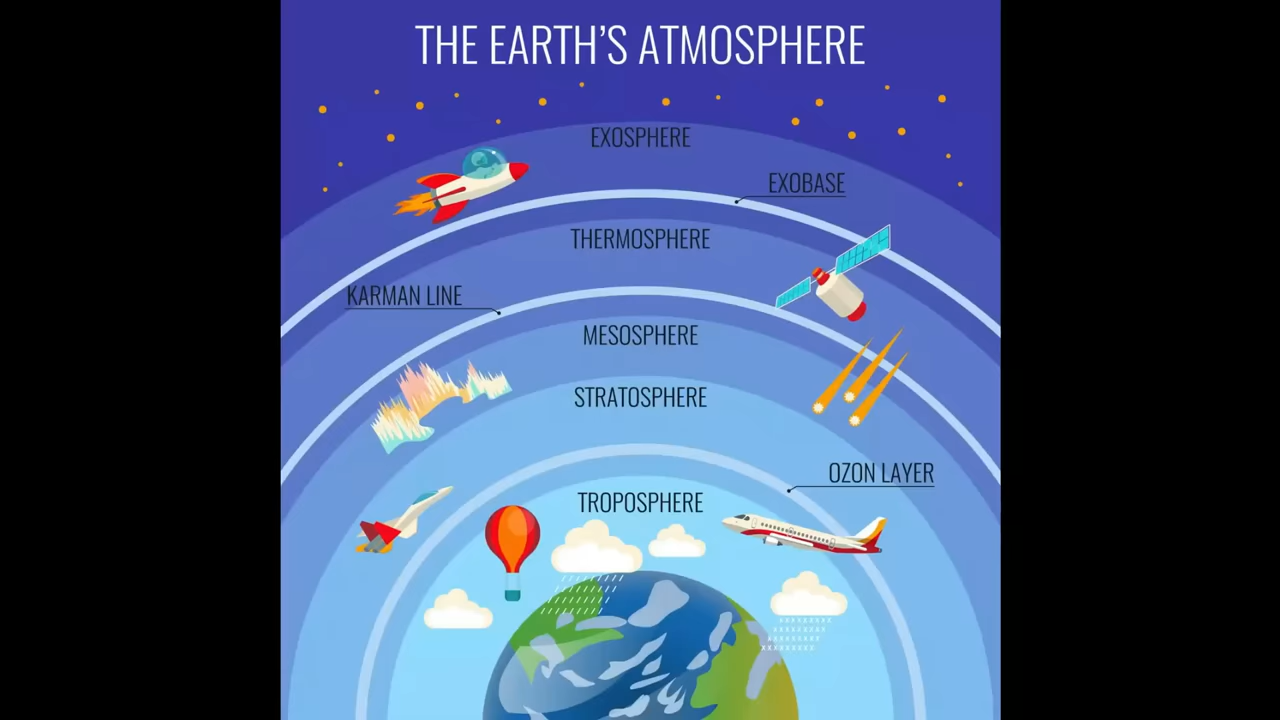 THE EARTH'S ATMOSPHERE
EXOSPHERE
EXOBASE
THERMOSPHERE
KARMAN LINE
MESOSPHERE
STRATOSPHERE
OZON LAYER
TROPOSPHERE